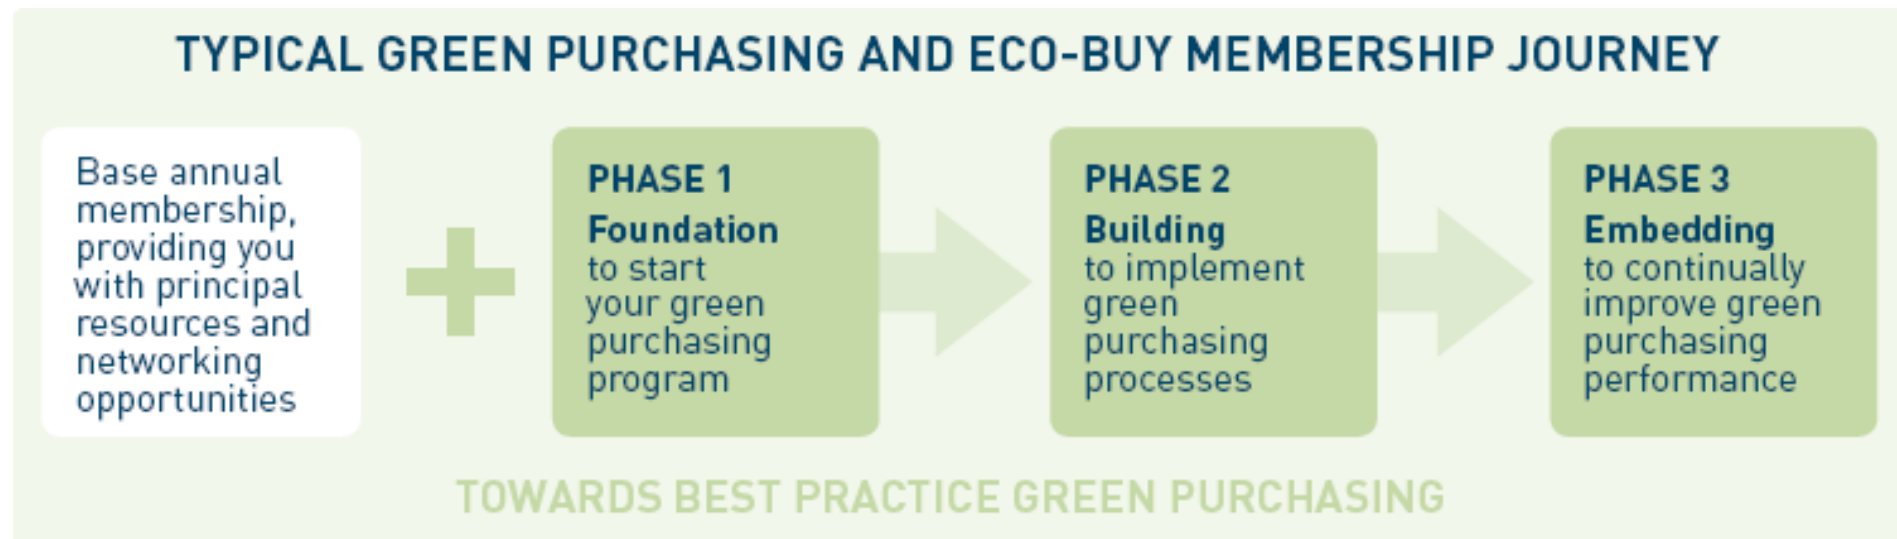 TYPICAL GREEN PURCHASING AND ECO-BUY MEMBERSHIP JOURNEY
Base annual
membership,
providing you
with principal
resources and
networking
opportunities
PHASE 1
Foundation
to start
your green
purchasing
program
PHASE 2
Building
to implement
green
purchasing
processes
PHASE 3
Embedding
to continually
improve green
purchasing
performance
TOWARDS BEST PRACTICE GREEN PURCHASING